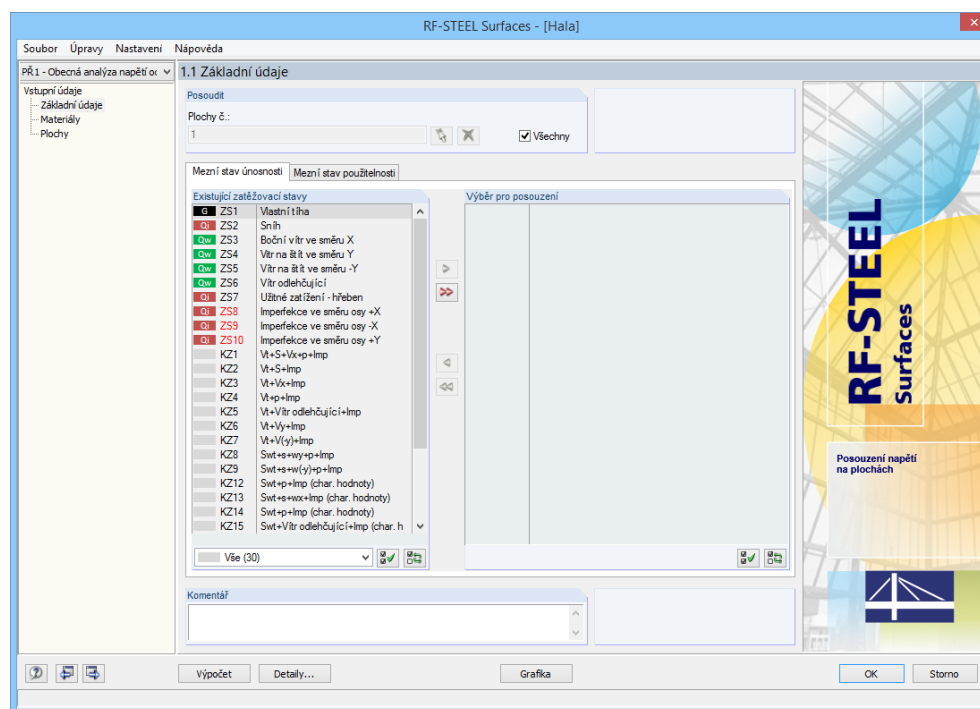 RF-STEEL Surfaces - [Hala]
Soubor Úpravy Nastavení Nápověda
PŘ1 - Obecná analýza napětí oc
1.1 Základní údaje
Vstupní údaje
Základní údaje
Materiály
Plochy
Posoudit
Plochy č.:
1
Všechny
Mezní stav únosnosti
Mezní stav použitelnosti
Existující zatěžovací stavy
G ZS1 Vlastní tíha
Qi ZS2 Sníh
Qw ZS3 Boční vítr ve směru X
Qw ZS4 Vítr na štít ve směru Y
Qw ZS5 Vítr na štít ve směru -Y
Qw ZS6 Vítr odlehčující
Qi ZS7 Užitné zatížení - hřeben
Qi ZS8 Imperfekce ve směru osy +X
Qi ZS9 Imperfekce ve směru osy -X
Qi ZS10 Imperfekce ve směru osy +Y
KZ1 Vt+S+Vx+p+Imp
KZ2 Vt+S+Imp
KZ3 Vt+Vx+Imp
KZ4 Vt+p+Imp
KZ5 Vt+Vítr odlehčující+Imp
KZ6 Vt+Vy+Imp
KZ7 Vt+V(-y)+Imp
KZ8 Swt+s+wy+p+Imp
KZ9 Swt+s+w(-y)+p+Imp
KZ12 Swt+p+Imp (char. hodnoty)
KZ13 Swt+s+wx+Imp (char. hodnoty)
KZ14 Swt+p+Imp (char. hodnoty)
KZ15 Swt+Vítr odlehčující+Imp (char. h
Vše (30)
Výběr pro posouzení
Komentář
RF-STEEL
Surfaces
Posouzení napětí
na plochách
Výpočet
Detaily...
Grafika
OK
Storno